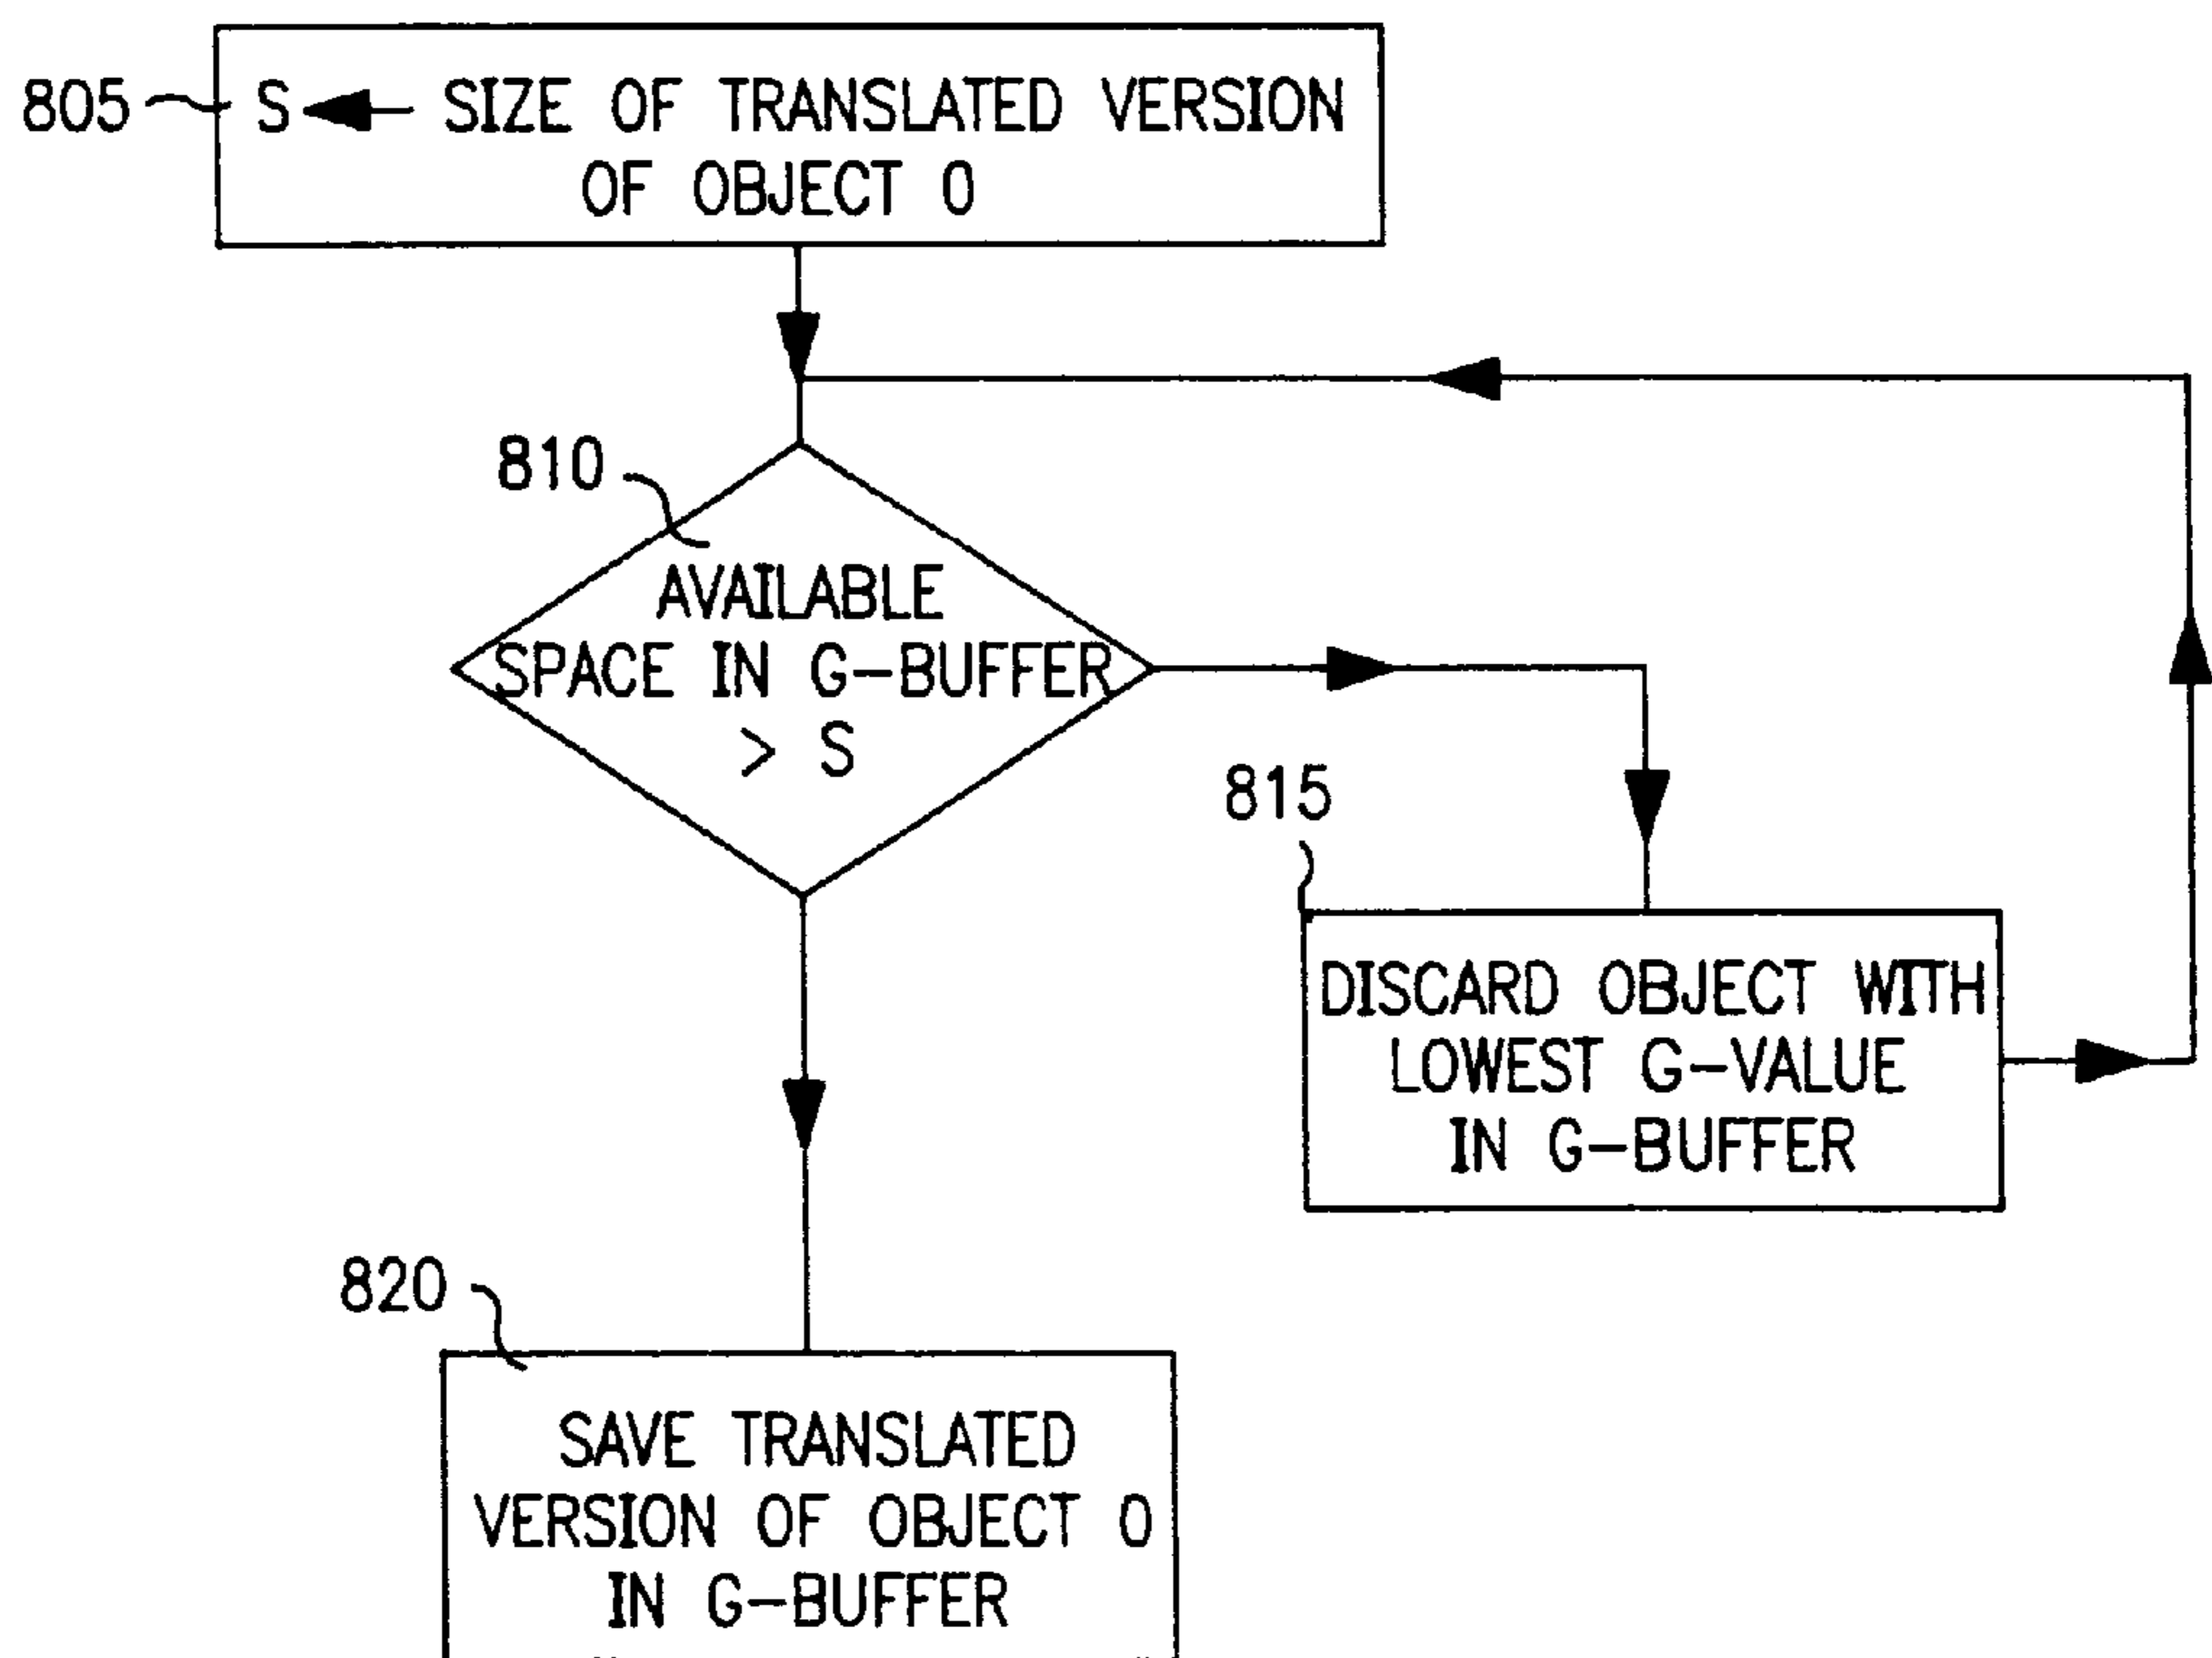 805
S ← SIZE OF TRANSLATED VERSION
OF OBJECT O
810
AVAILABLE
SPACE IN G-BUFFER
> S
815
DISCARD OBJECT WITH
LOWEST G-VALUE
IN G-BUFFER
820
SAVE TRANSLATED
VERSION OF OBJECT O
IN G-BUFFER